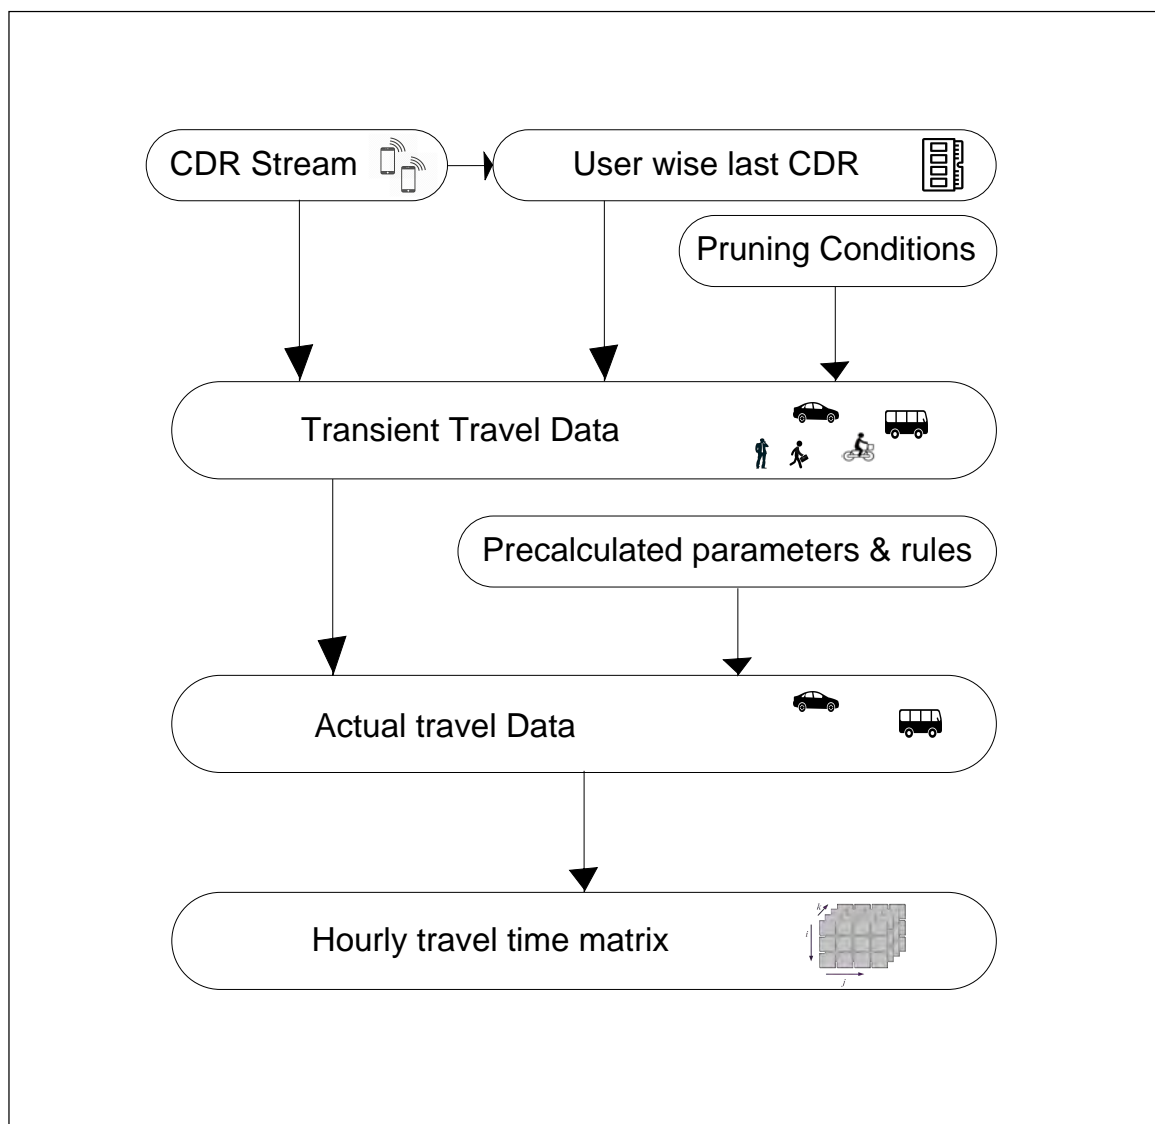 CDR Stream
User wise last CDR
Pruning Conditions
Transient Travel Data
Precalculated parameters & rules
Actual travel Data
Hourly travel time matrix
k
i
j